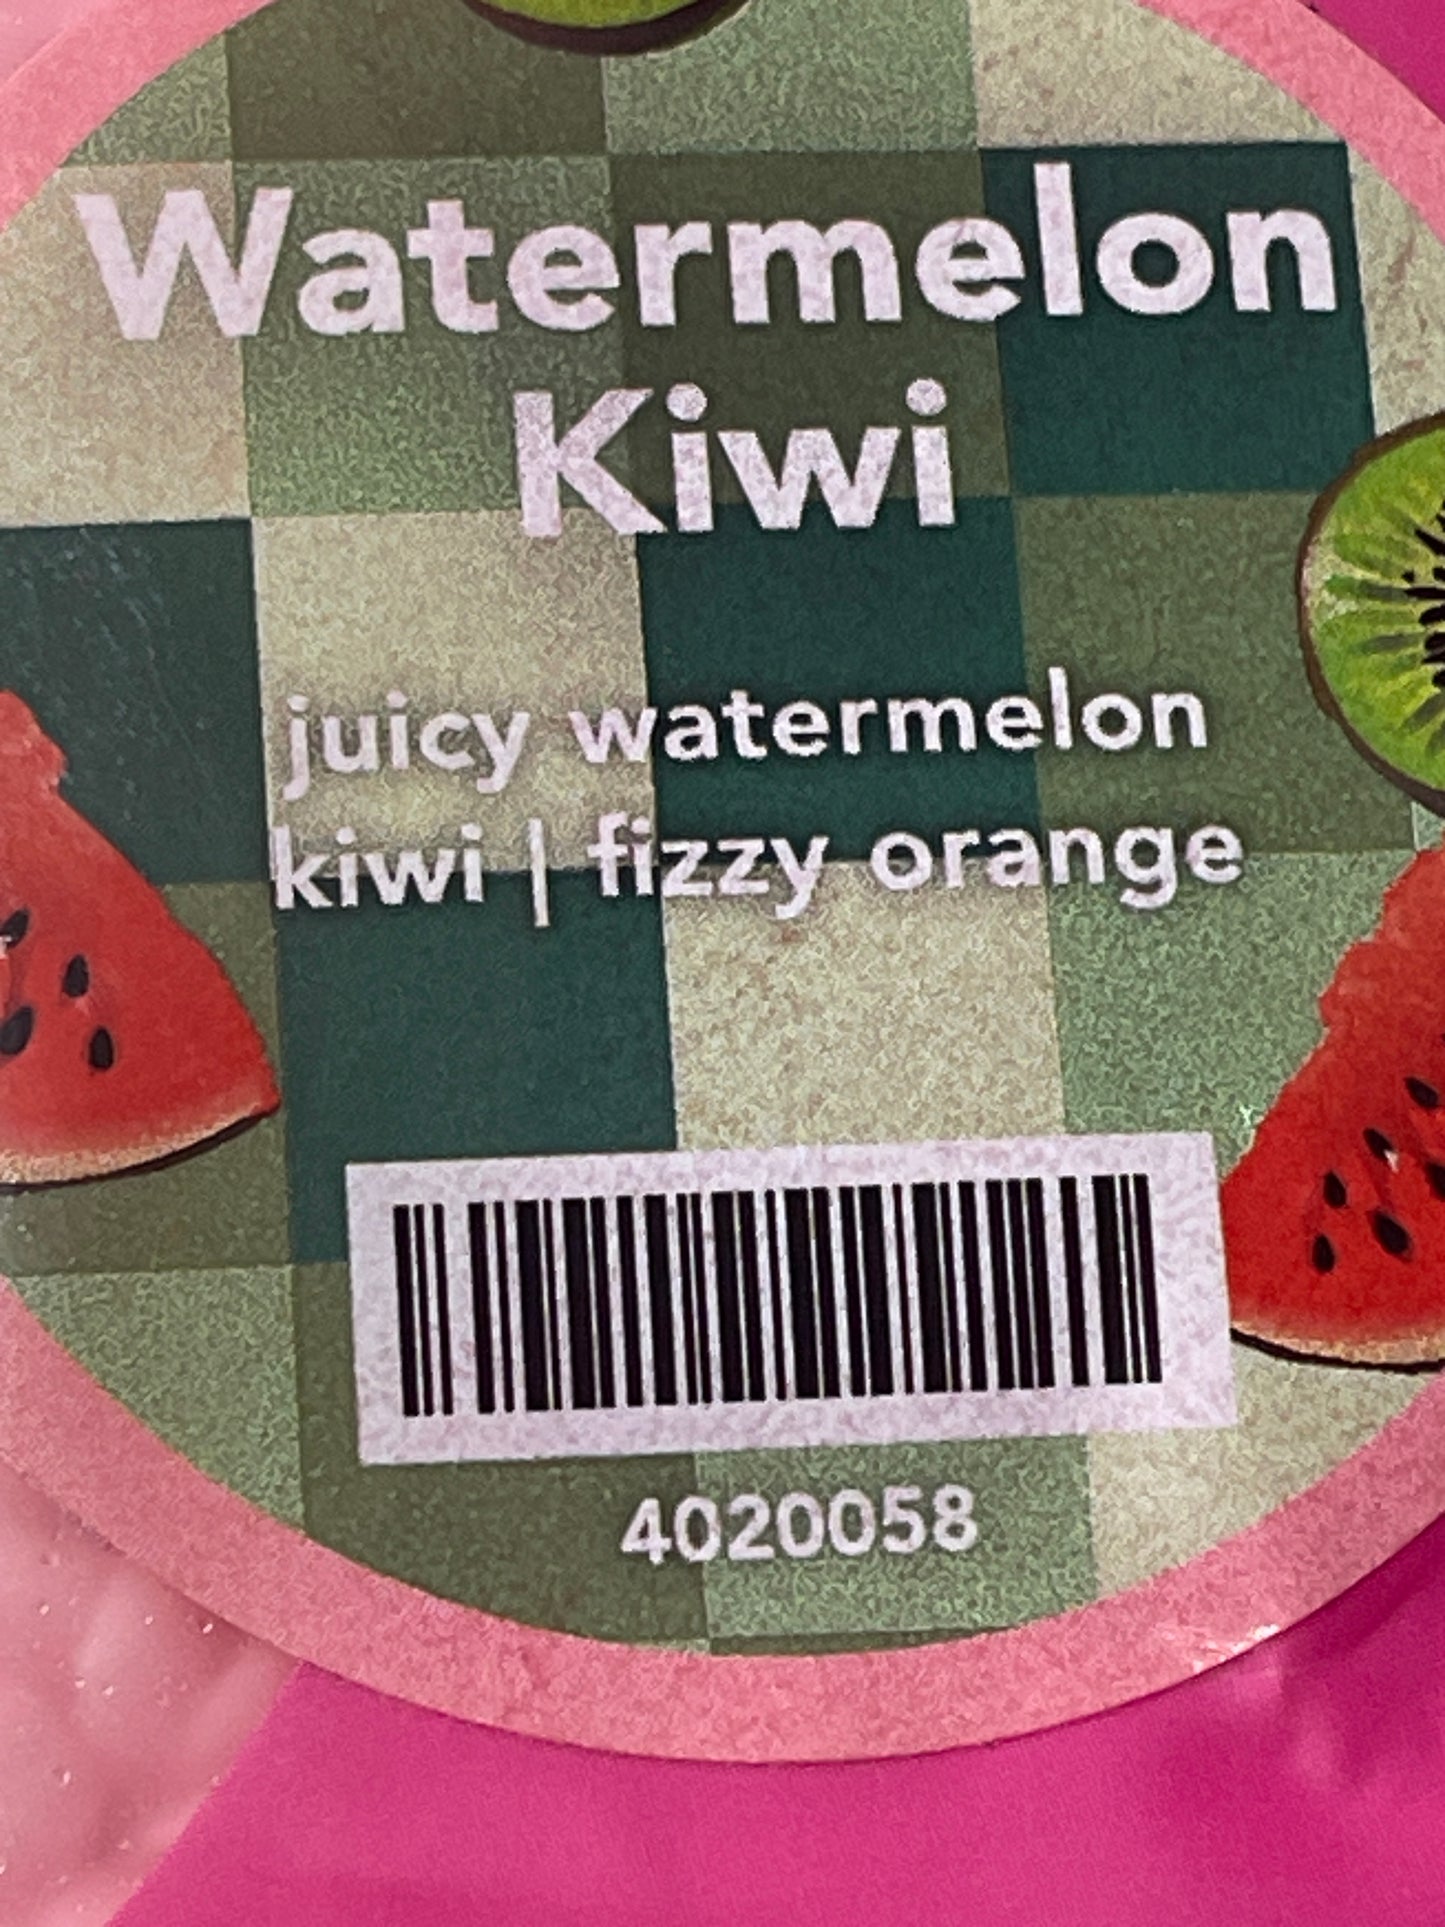 Watermelon
Kiwi
juicy watermelon
kiwi | fizzy orange
4020058